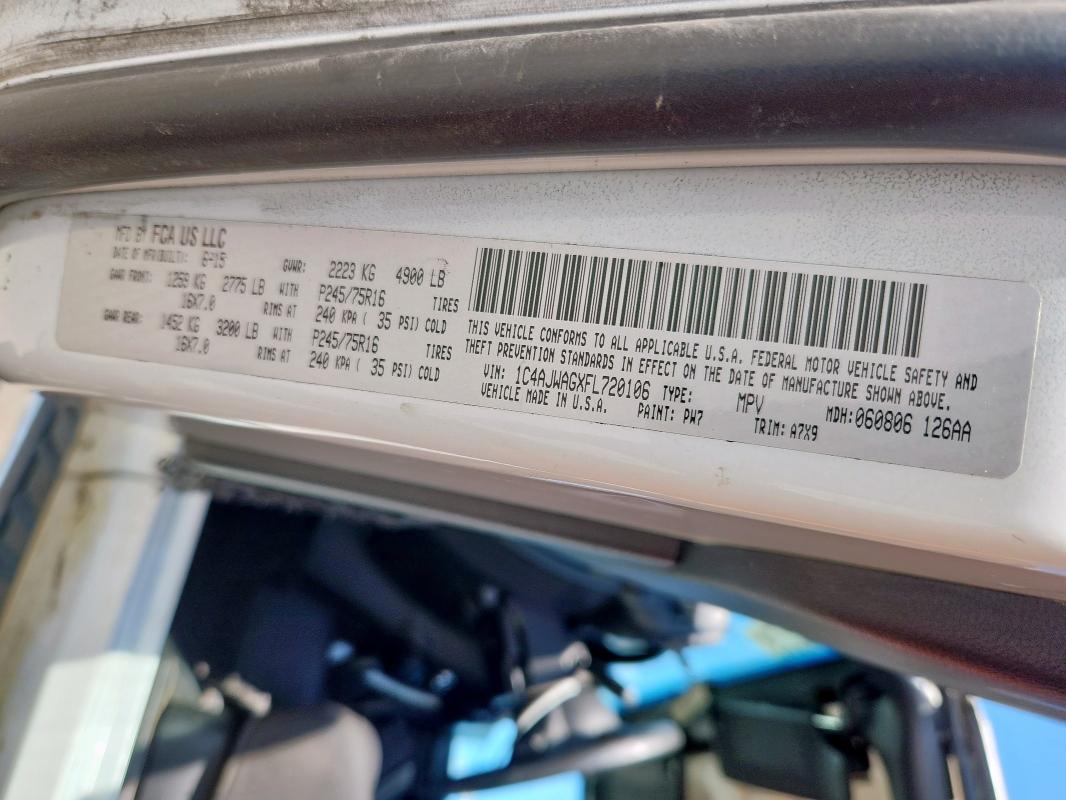 MFD BY FCA US LLC
DATE OF MFR(BUILT): 6-15 GVWR: 2223 KG 4900 LB
GAWR FRONT: 1259 KG 2775 LB WITH P245/75R16 TIRES
16X7.0 RIMS AT 240 KPA ( 35 PSI) COLD
GAWR REAR: 1452 KG 3200 LB WITH P245/75R16 TIRES
16X7.0 RIMS AT 240 KPA ( 35 PSI) COLD
THIS VEHICLE CONFORMS TO ALL APPLICABLE U.S.A. FEDERAL MOTOR VEHICLE SAFETY AND
THEFT PREVENTION STANDARDS IN EFFECT ON THE DATE OF MANUFACTURE SHOWN ABOVE.
VIN: 1C4AJWAGXFL720106 TYPE: MPV MDH: 060806 126AA
VEHICLE MADE IN U.S.A. PAINT: PW7 TRIM: A7X9